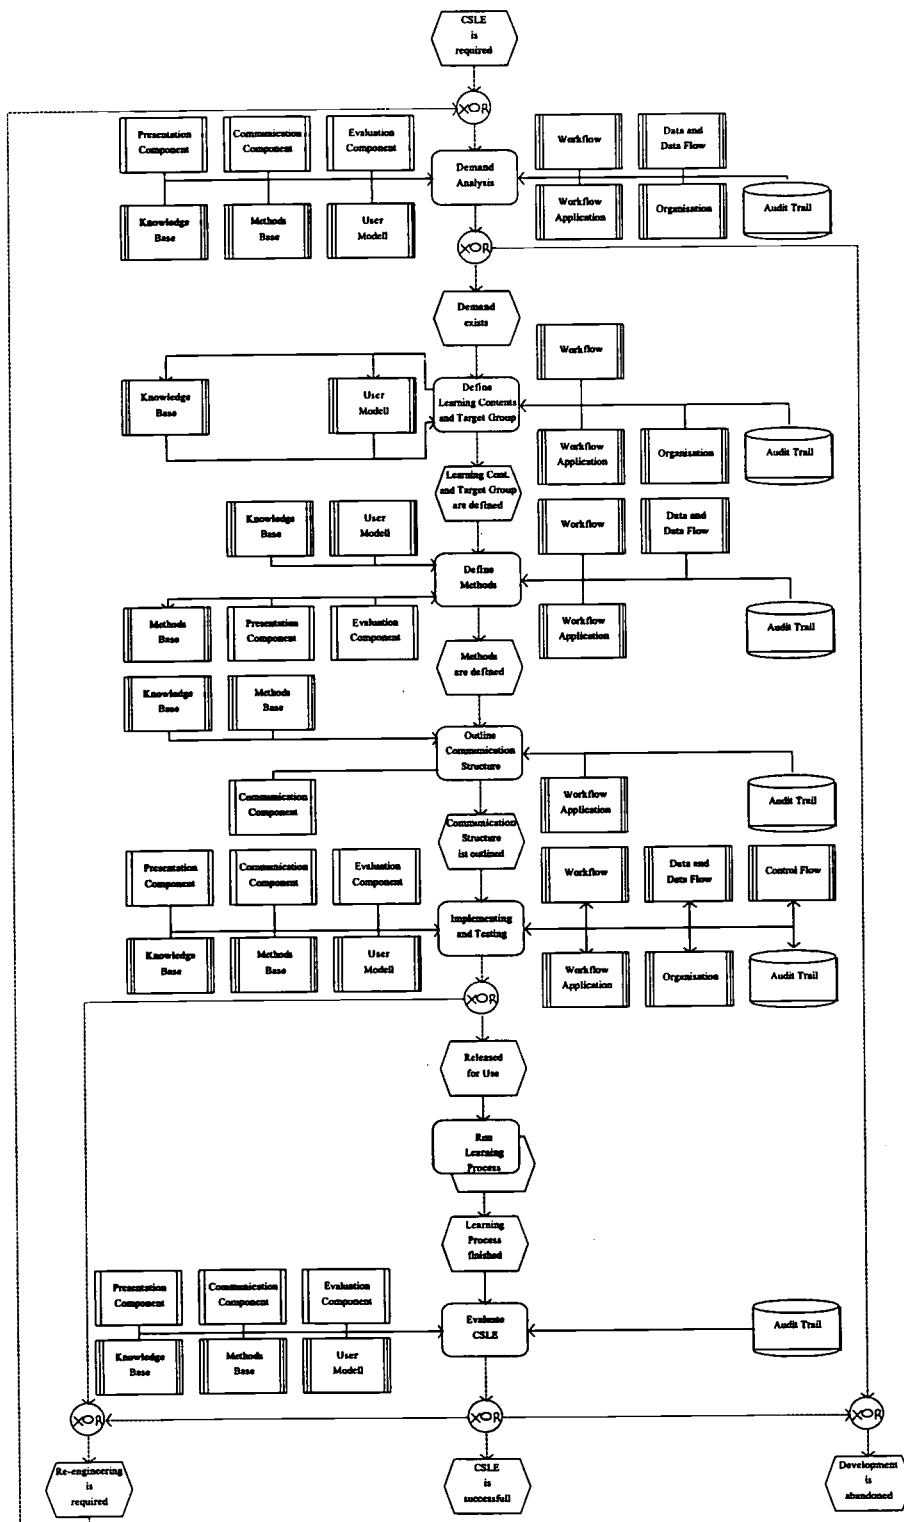 CSLE
is
required
XOR
Presentation
Component
Communication
Component
Evaluation
Component
Workflow
Data and
Data Flow
Demand
Analysis
Knowledge
Base
Methods
Base
User
Modell
Workflow
Application
Organisation
Audit Trail
XOR
Demand
exists
Workflow
Knowledge
Base
User
Modell
Define
Learning Contents
and Target Group
Workflow
Application
Organisation
Audit Trail
Learning Cont.
and Target Group
are defined
Knowledge
Base
User
Modell
Workflow
Data and
Data Flow
Define
Methods
Methods
Base
Presentation
Component
Evaluation
Component
Workflow
Application
Audit Trail
Methods
are defined
Knowledge
Base
Methods
Base
Outline
Communication
Structure
Communication
Component
Workflow
Application
Audit Trail
Communication
Structure
ist outlined
Presentation
Component
Communication
Component
Evaluation
Component
Workflow
Data and
Data Flow
Control Flow
Implementing
and Testing
Knowledge
Base
Methods
Base
User
Modell
Workflow
Application
Organisation
Audit Trail
XOR
Released
for Use
Run
Learning
Process
Learning
Process
finished
Presentation
Component
Communication
Component
Evaluation
Component
Evaluate
CSLE
Audit Trail
Knowledge
Base
Methods
Base
User
Modell
XOR
XOR
XOR
Re-engineering
is
required
CSLE
is
successfull
Development
is
abandoned